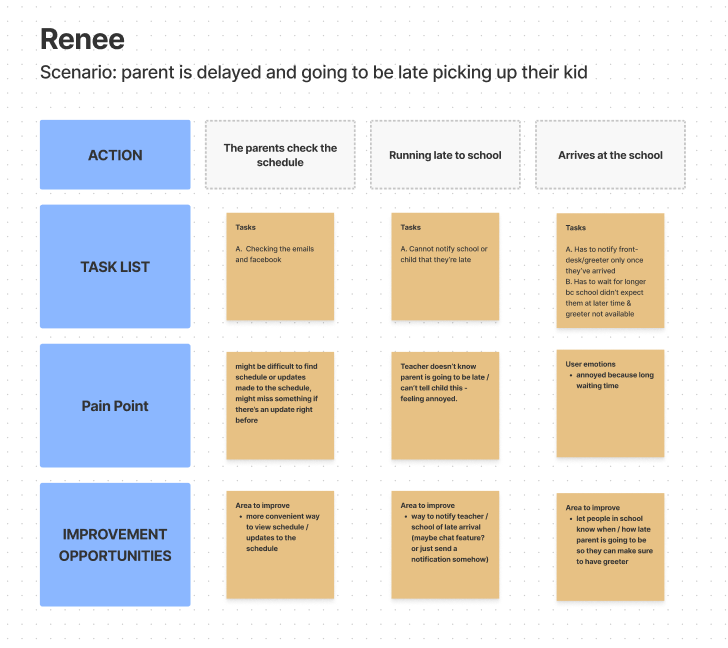 Renee
Scenario: parent is delayed and going to be late picking up their kid
ACTION
The parents check the
schedule
Running late to school
Arrives at the school
TASK LIST
Tasks
A. Checking the emails
and facebook
Tasks
A. Cannot notify school or
child that they're late
Tasks
A. Has to notify front-
desk/greeter only once
they've arrived
B. Has to wait for longer
bc school didn't expect
them at later time &
greeter not available
Pain Point
might be difficult to find
schedule or updates
made to the schedule,
might miss something if
there's an update right
before
Teacher doesn't know
parent is going to be late /
can't tell child this -
feeling annoyed.
User emotions
• annoyed because long
waiting time
IMPROVEMENT
OPPORTUNITIES
Area to improve
• more convenient way
to view schedule /
updates to the
schedule
Area to improve
• way to notify teacher /
school of late arrival
(maybe chat feature?
or just send a
notification somehow)
Area to improve
• let people in school
know when / how late
parent is going to be
so they can make sure
to have greeter